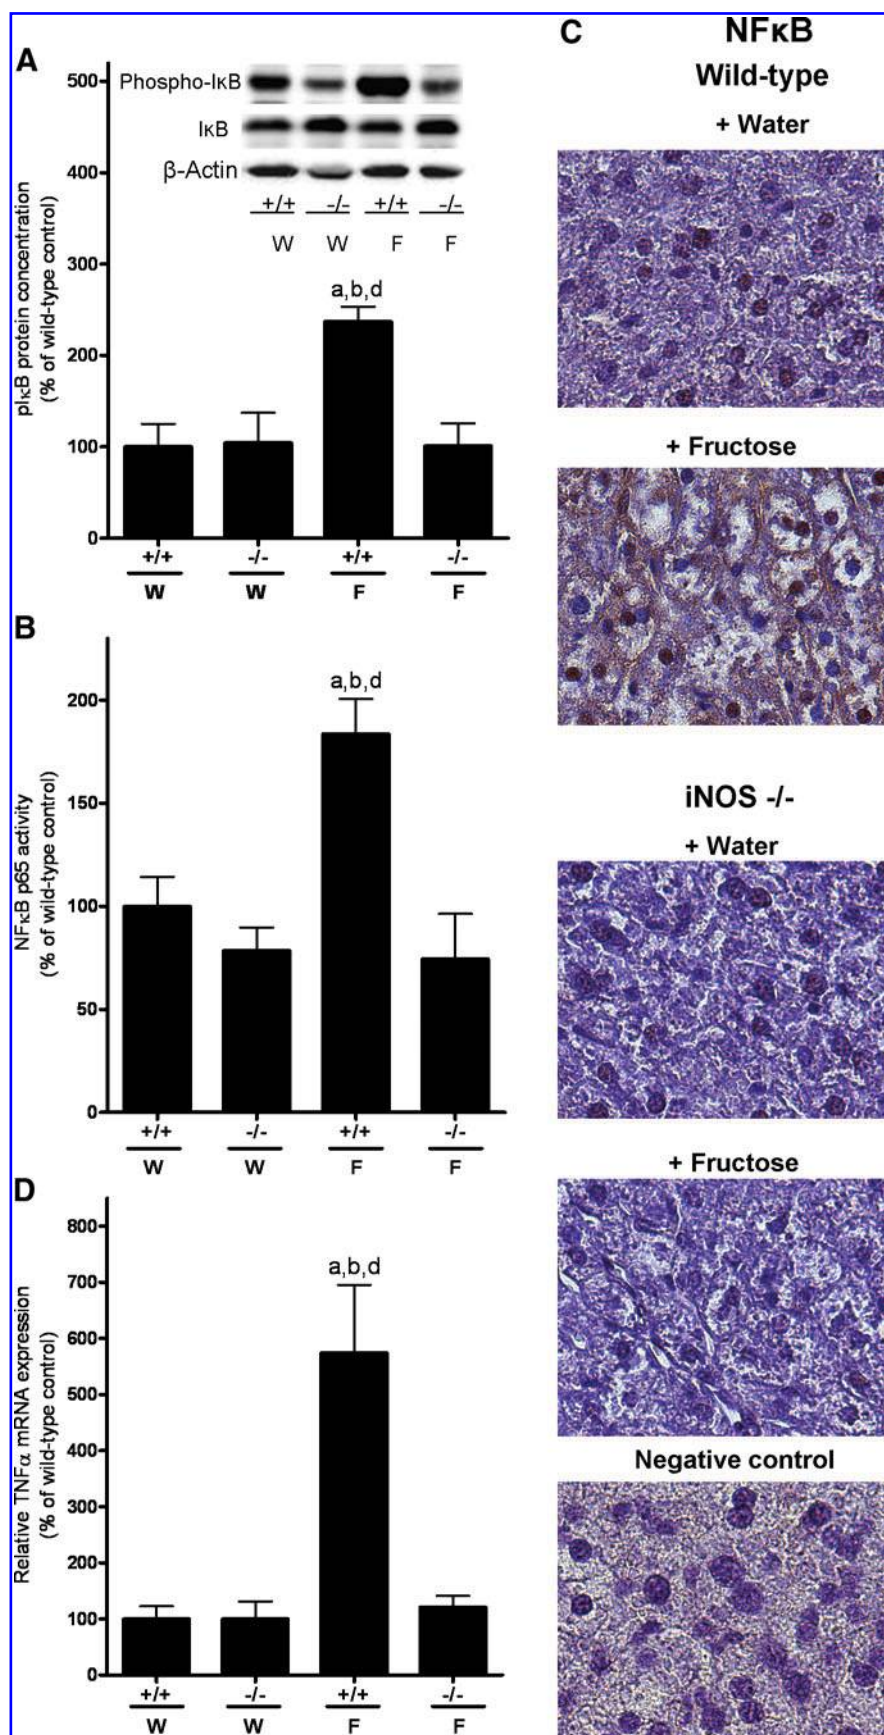 A
500
400
300
200
100
0
pIκB protein concentration
(% of wild-type control)
Phospho-IκB
IκB
β-Actin
+/+ -/- +/+ -/-
W W F F
a,b,d
+/+ -/- +/+ -/-
W W F F
B
200
150
100
50
0
NFκB p65 activity
(% of wild-type control)
a,b,d
+/+ -/- +/+ -/-
W W F F
D
800
700
600
500
400
300
200
100
0
Relative TNFα mRNA expression
(% of wild-type control)
a,b,d
+/+ -/- +/+ -/-
W W F F
C
NFκB
Wild-type
+ Water
+ Fructose
iNOS -/-
+ Water
+ Fructose
Negative control